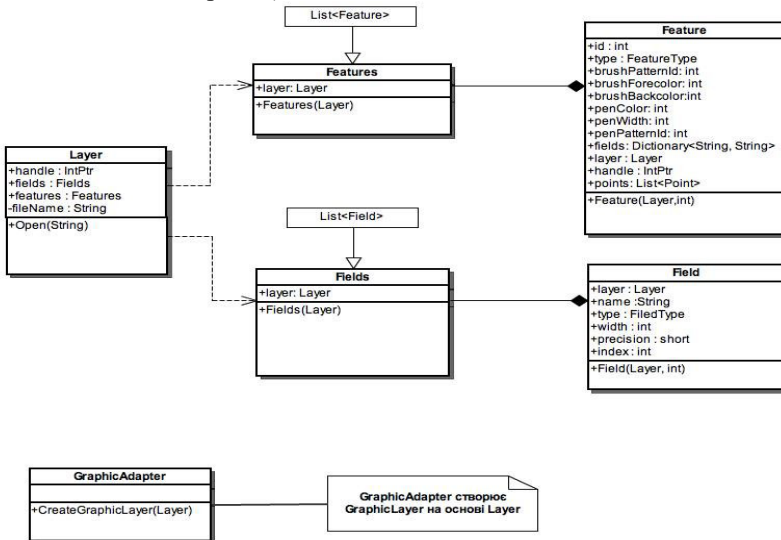 List<Feature>
Features
+layer: Layer
+Features(Layer)
Feature
+id : int
+type : FeatureType
+brushPatternId: int
+brushForecolor: int
+brushBackcolor:int
+penColor: int
+penWidth: int
+penPatternId: int
+fields: Dictionary<String, String>
+layer : Layer
+handle : IntPtr
+points: List<Point>
+Feature(Layer,int)
Layer
+handle : IntPtr
+fields : Fields
+features : Features
-fileName : String
+Open(String)
List<Field>
Fields
+layer: Layer
+Fields(Layer)
Field
+layer : Layer
+name :String
+type : FiledType
+width : int
+precision : short
+index : int
+Field(Layer, int)
GraphicAdapter
+CreateGraphicLayer(Layer)
GraphicAdapter створює
GraphicLayer на основі Layer